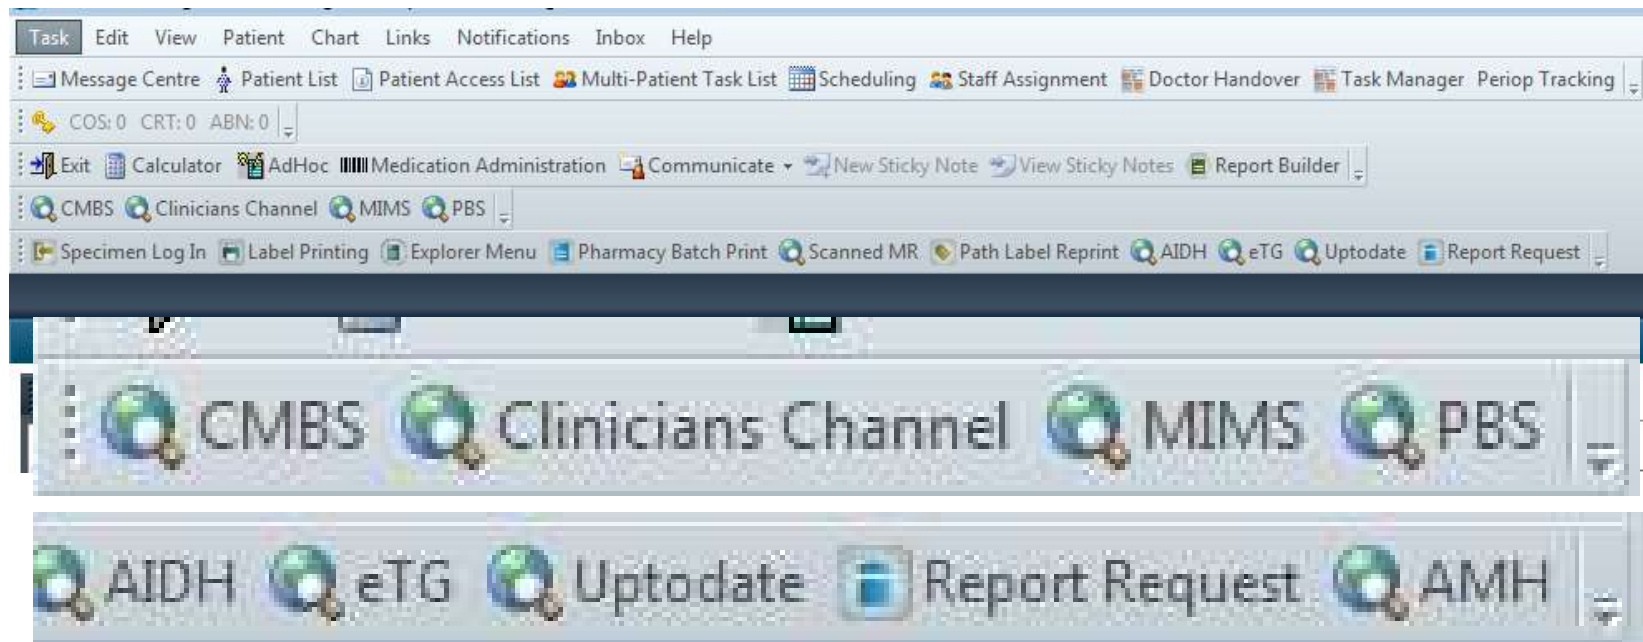 Task Edit View Patient Chart Links Notifications Inbox Help
Message Centre Patient List Patient Access List Multi-Patient Task List Scheduling Staff Assignment Doctor Handover Task Manager Periop Tracking
COS: 0 CRT: 0 ABN: 0
Exit Calculator AdHoc Medication Administration Communicate New Sticky Note View Sticky Notes Report Builder
CMBS Clinicians Channel MIMS PBS
Specimen Log In Label Printing Explorer Menu Pharmacy Batch Print Scanned MR Path Label Reprint AIDH eTG Uptodate Report Request
CMBS Clinicians Channel MIMS PBS
AIDH eTG Uptodate Report Request AMH